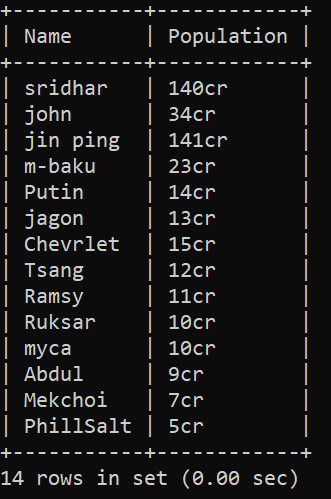 +-----------+------------+
| Name      | Population |
+-----------+------------+
| sridhar   | 140cr      |
| john      | 34cr       |
| jin ping  | 141cr      |
| m-baku    | 23cr       |
| Putin     | 14cr       |
| jagon     | 13cr       |
| Chevrlet  | 15cr       |
| Tsang     | 12cr       |
| Ramsy     | 11cr       |
| Ruksar    | 10cr       |
| myca      | 10cr       |
| Abdul     | 9cr        |
| Mekchoi   | 7cr        |
| PhillSalt | 5cr        |
+-----------+------------+
14 rows in set (0.00 sec)